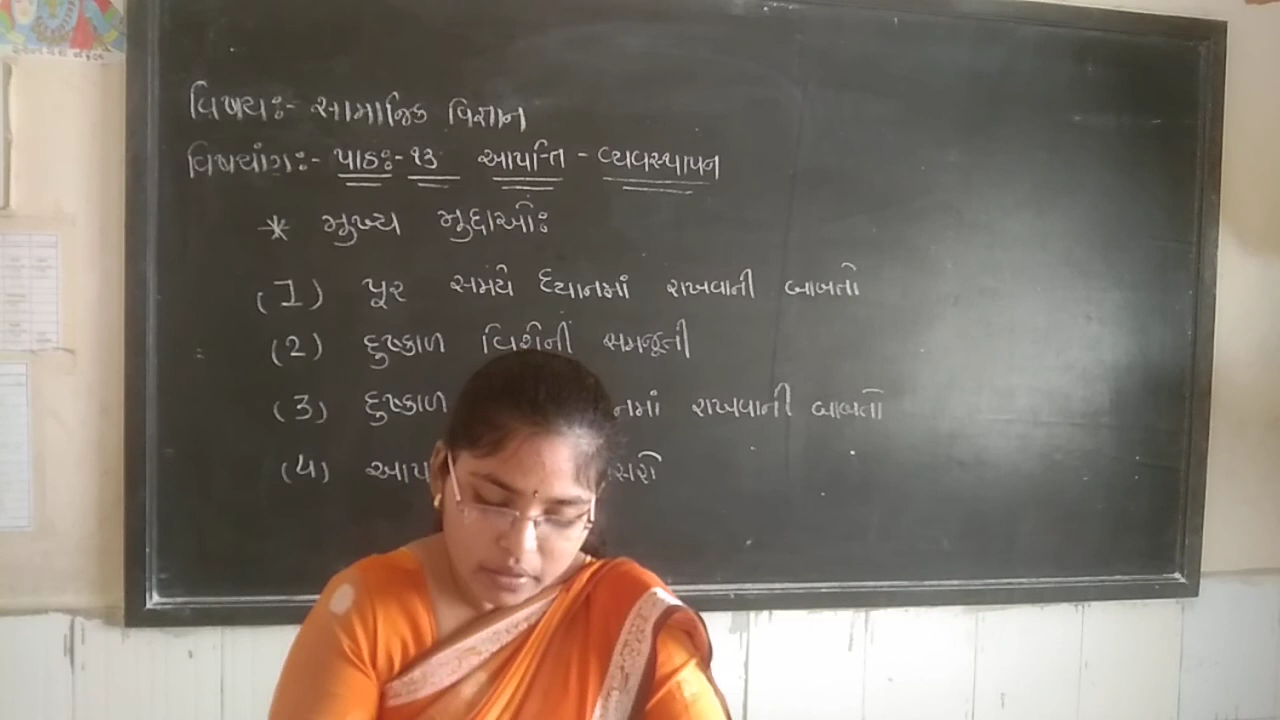 વિષયઃ- સામાજિક વિજ્ઞાન
વિષયાંગઃ- પાઠઃ-૧૩ આપત્તિ - વ્યવસ્થાપન
* મુખ્ય મુદ્દાઓઃ
(1) પૂર સમયે ધ્યાનમાં રાખવાની બાબતો
(2) દુષ્કાળ વિશેની સમજૂતી
(3) દુષ્કાળ નમાં રાખવાની બાબતો
(4) આપ સરો